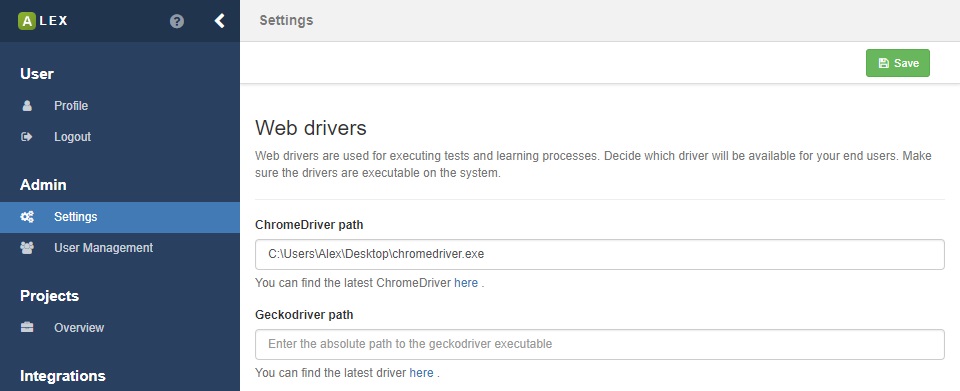 A LEX
Settings
Save
User
Profile
Logout
Admin
Settings
User Management
Projects
Overview
Integrations
Web drivers
Web drivers are used for executing tests and learning processes. Decide which driver will be available for your end users. Make
sure the drivers are executable on the system.
ChromeDriver path
C:\Users\Alex\Desktop\chromedriver.exe
You can find the latest ChromeDriver here .
Geckodriver path
Enter the absolute path to the geckodriver executable
You can find the latest driver here .